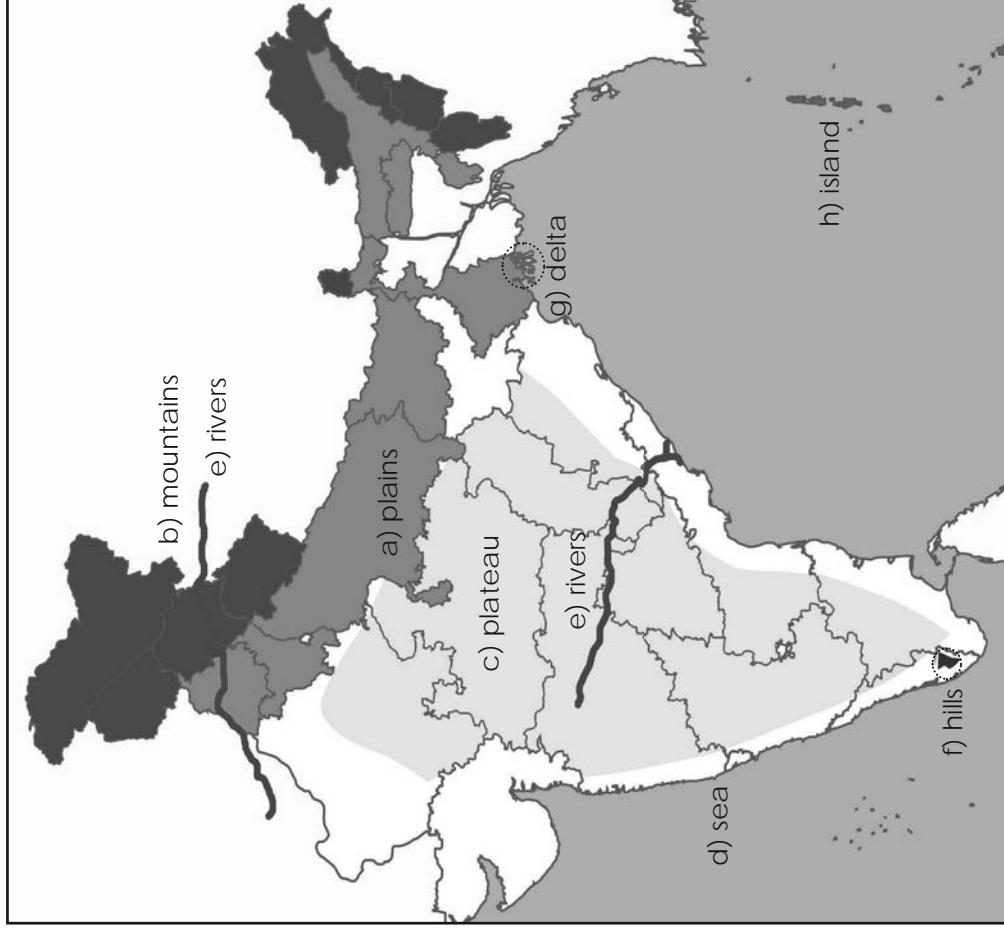 b) mountains
e) rivers
a) plains
c) plateau
e) rivers
g) delta
d) sea
f) hills
h) island